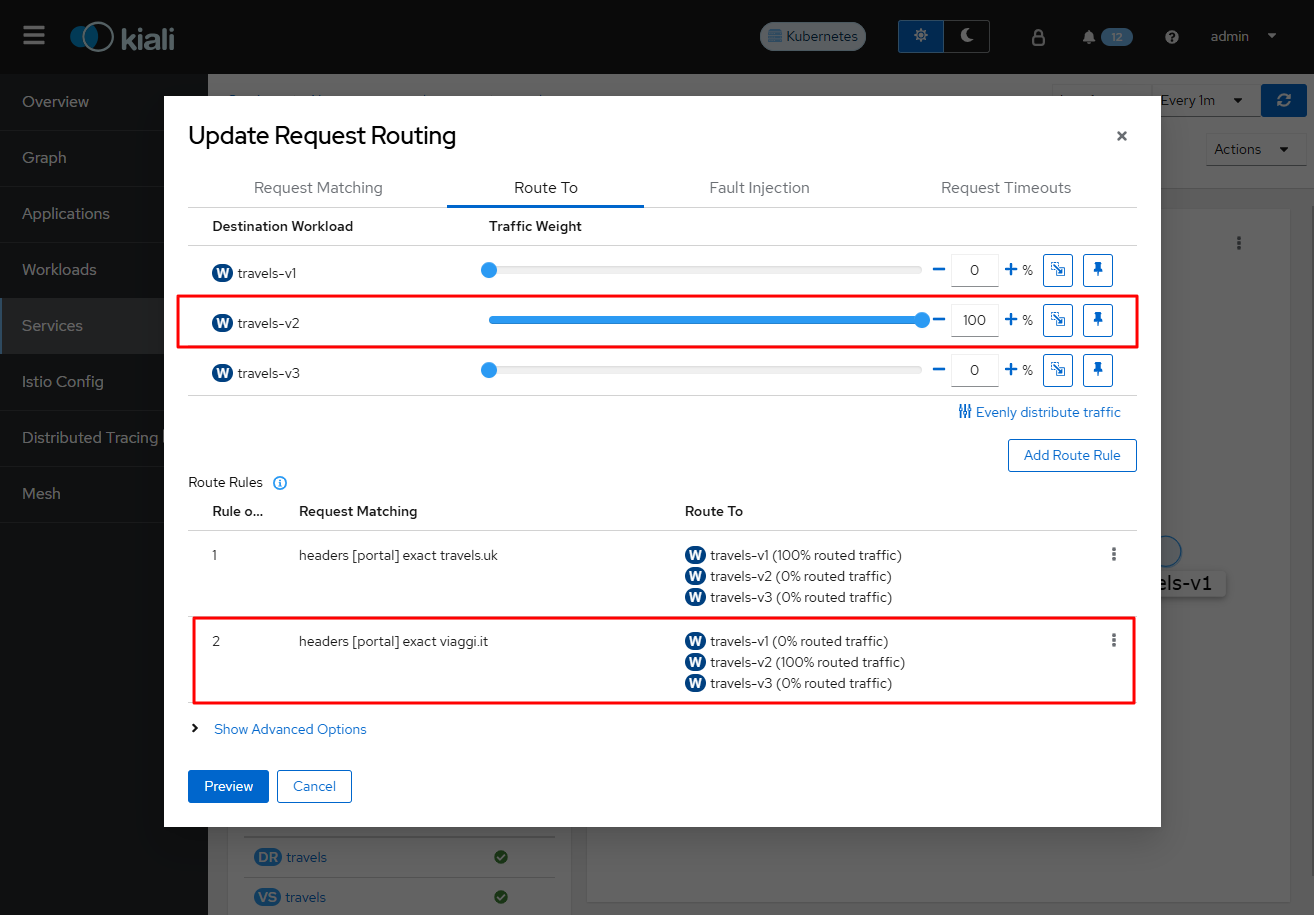 kiali
Kubernetes
12
admin
Overview
Graph
Applications
Workloads
Services
Istio Config
Distributed Tracing
Mesh
Every 1m
Actions
Update Request Routing
Request Matching
Route To
Fault Injection
Request Timeouts
Destination Workload
Traffic Weight
W travels-v1
0 %
W travels-v2
100 %
W travels-v3
0 %
Evenly distribute traffic
Add Route Rule
Route Rules
Rule o...
Request Matching
Route To
1
headers [portal] exact travels.uk
W travels-v1 (100% routed traffic)
W travels-v2 (0% routed traffic)
W travels-v3 (0% routed traffic)
2
headers [portal] exact viaggi.it
W travels-v1 (0% routed traffic)
W travels-v2 (100% routed traffic)
W travels-v3 (0% routed traffic)
Show Advanced Options
Preview
Cancel
els-v1
DR travels
VS travels